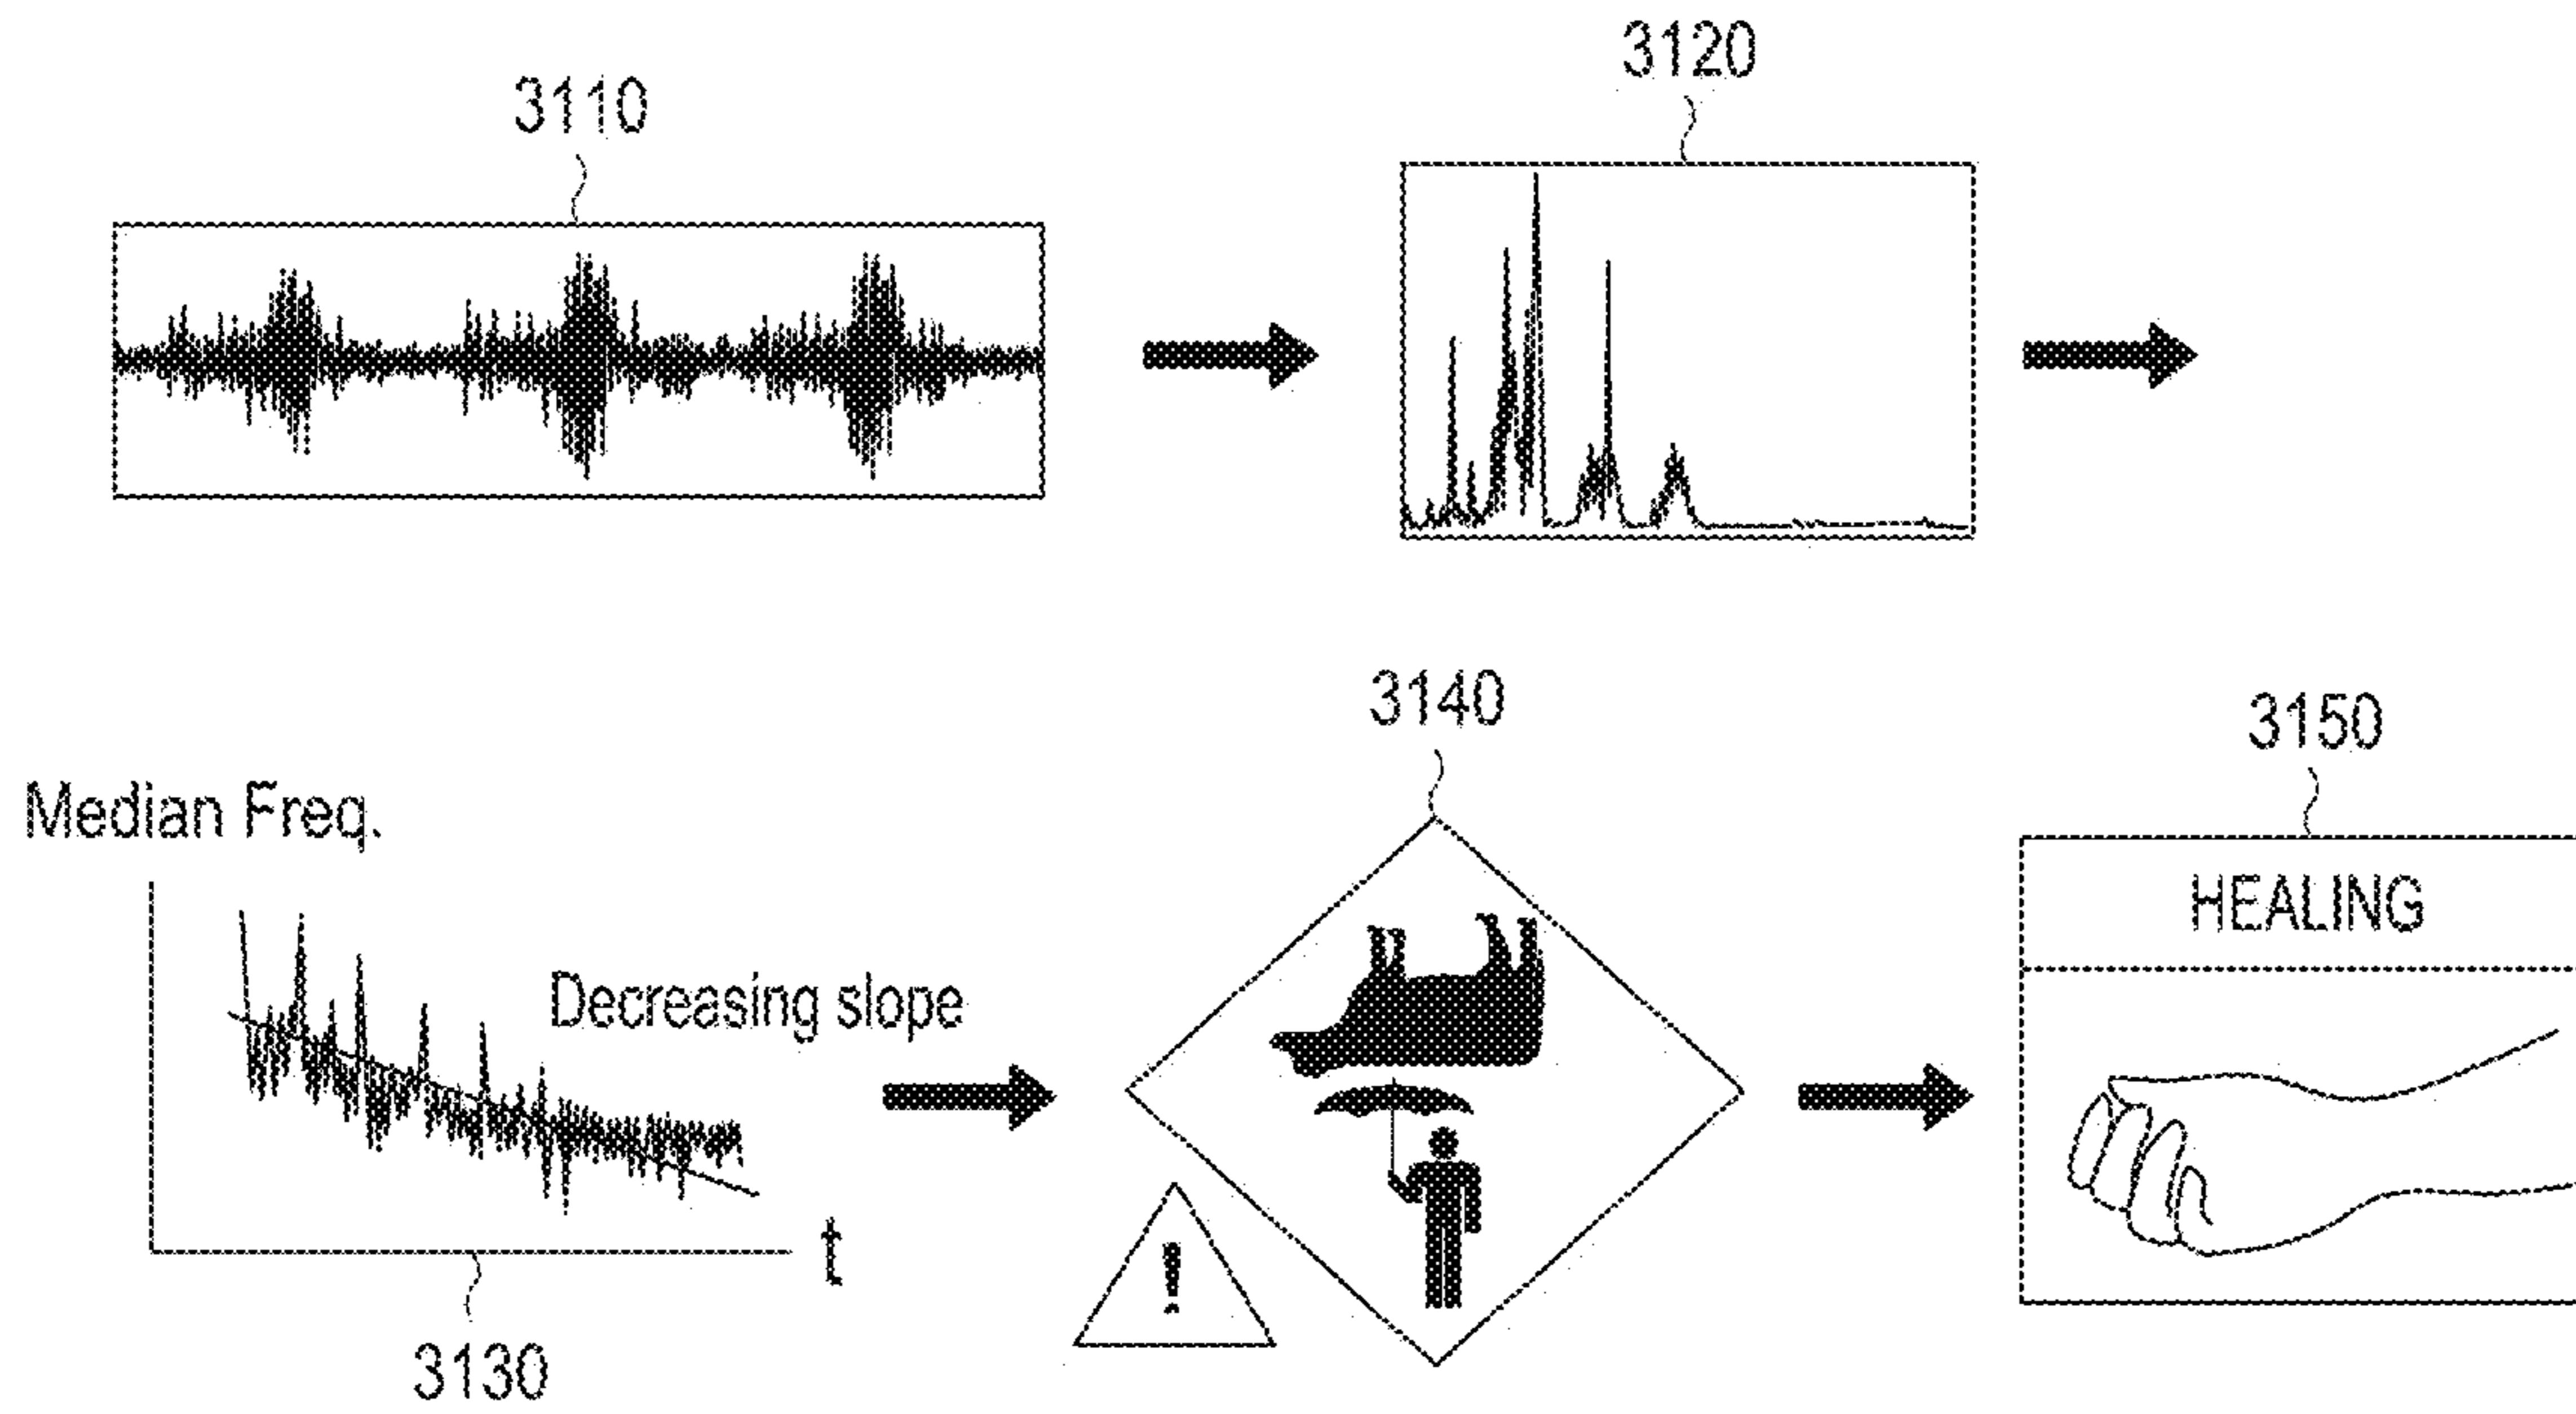 3110
3120
Median Freq.
Decreasing slope
t
3130
3140
!
3150
HEALING